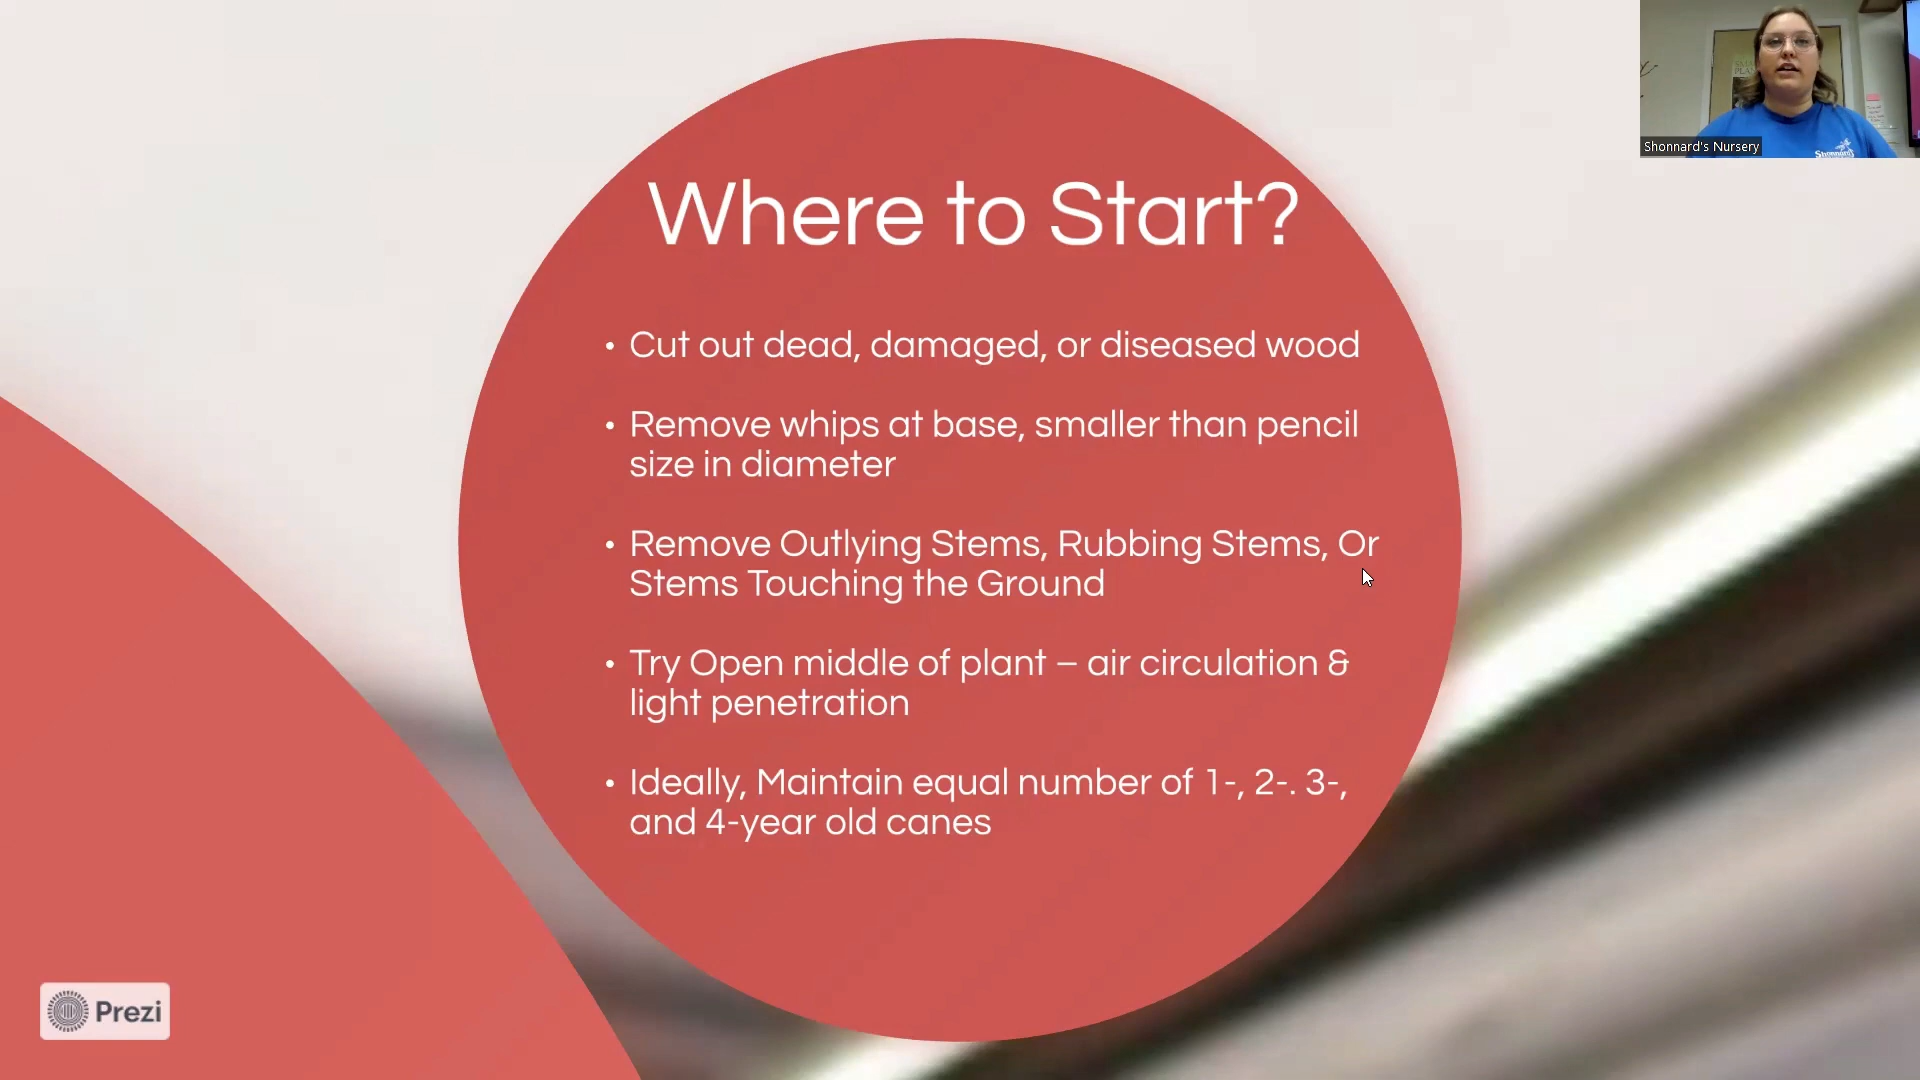 Where to Start?
• Cut out dead, damaged, or diseased wood
• Remove whips at base, smaller than pencil
size in diameter
• Remove Outlying Stems, Rubbing Stems, Or
Stems Touching the Ground
• Try Open middle of plant – air circulation &
light penetration
• Ideally, Maintain equal number of 1-, 2-. 3-,
and 4-year old canes
Shonnard's Nursery
Shonnard's
Prezi